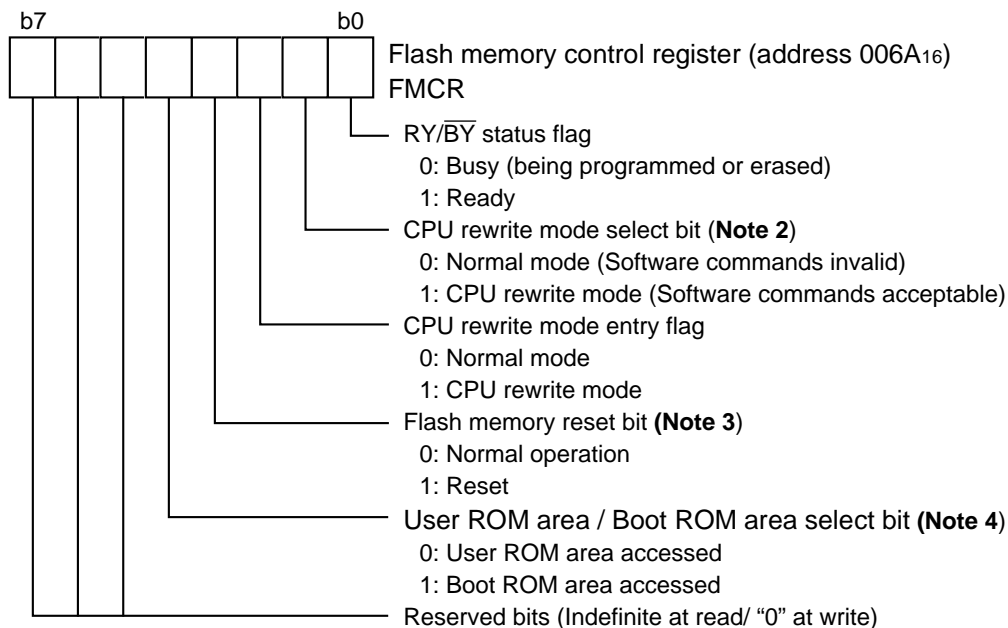 b7 b0
Flash memory control register (address 006A16)
FMCR
RY/BY status flag
0: Busy (being programmed or erased)
1: Ready
CPU rewrite mode select bit (Note 2)
0: Normal mode (Software commands invalid)
1: CPU rewrite mode (Software commands acceptable)
CPU rewrite mode entry flag
0: Normal mode
1: CPU rewrite mode
Flash memory reset bit (Note 3)
0: Normal operation
1: Reset
User ROM area / Boot ROM area select bit (Note 4)
0: User ROM area accessed
1: Boot ROM area accessed
Reserved bits (Indefinite at read/ “0” at write)